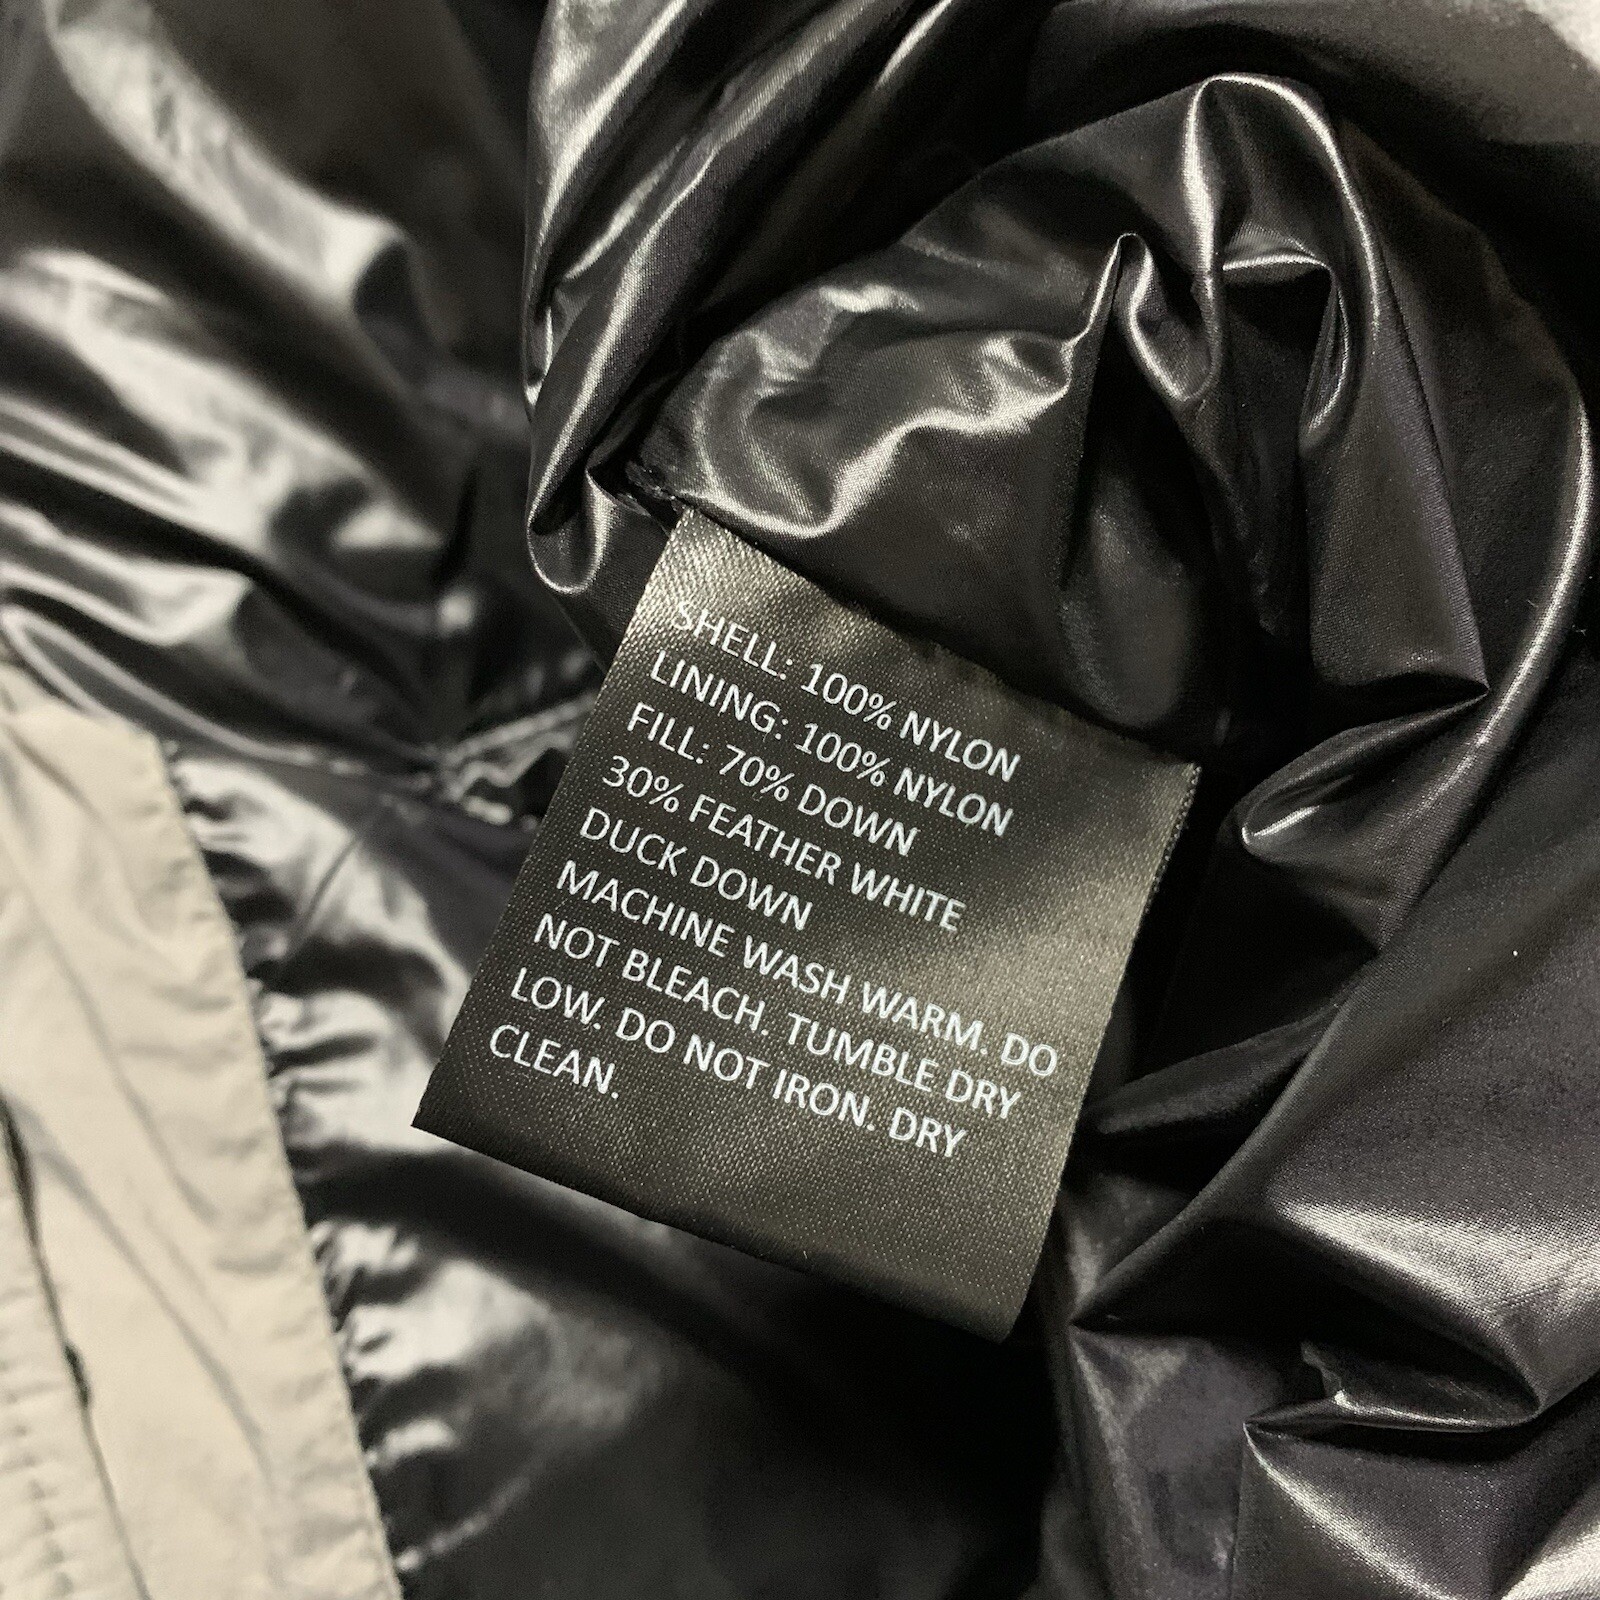 SHELL: 100% NYLON
LINING: 100% NYLON
FILL: 70% DOWN
30% FEATHER WHITE
DUCK DOWN
MACHINE WASH WARM. DO
NOT BLEACH. TUMBLE DRY
LOW. DO NOT IRON. DRY
CLEAN.